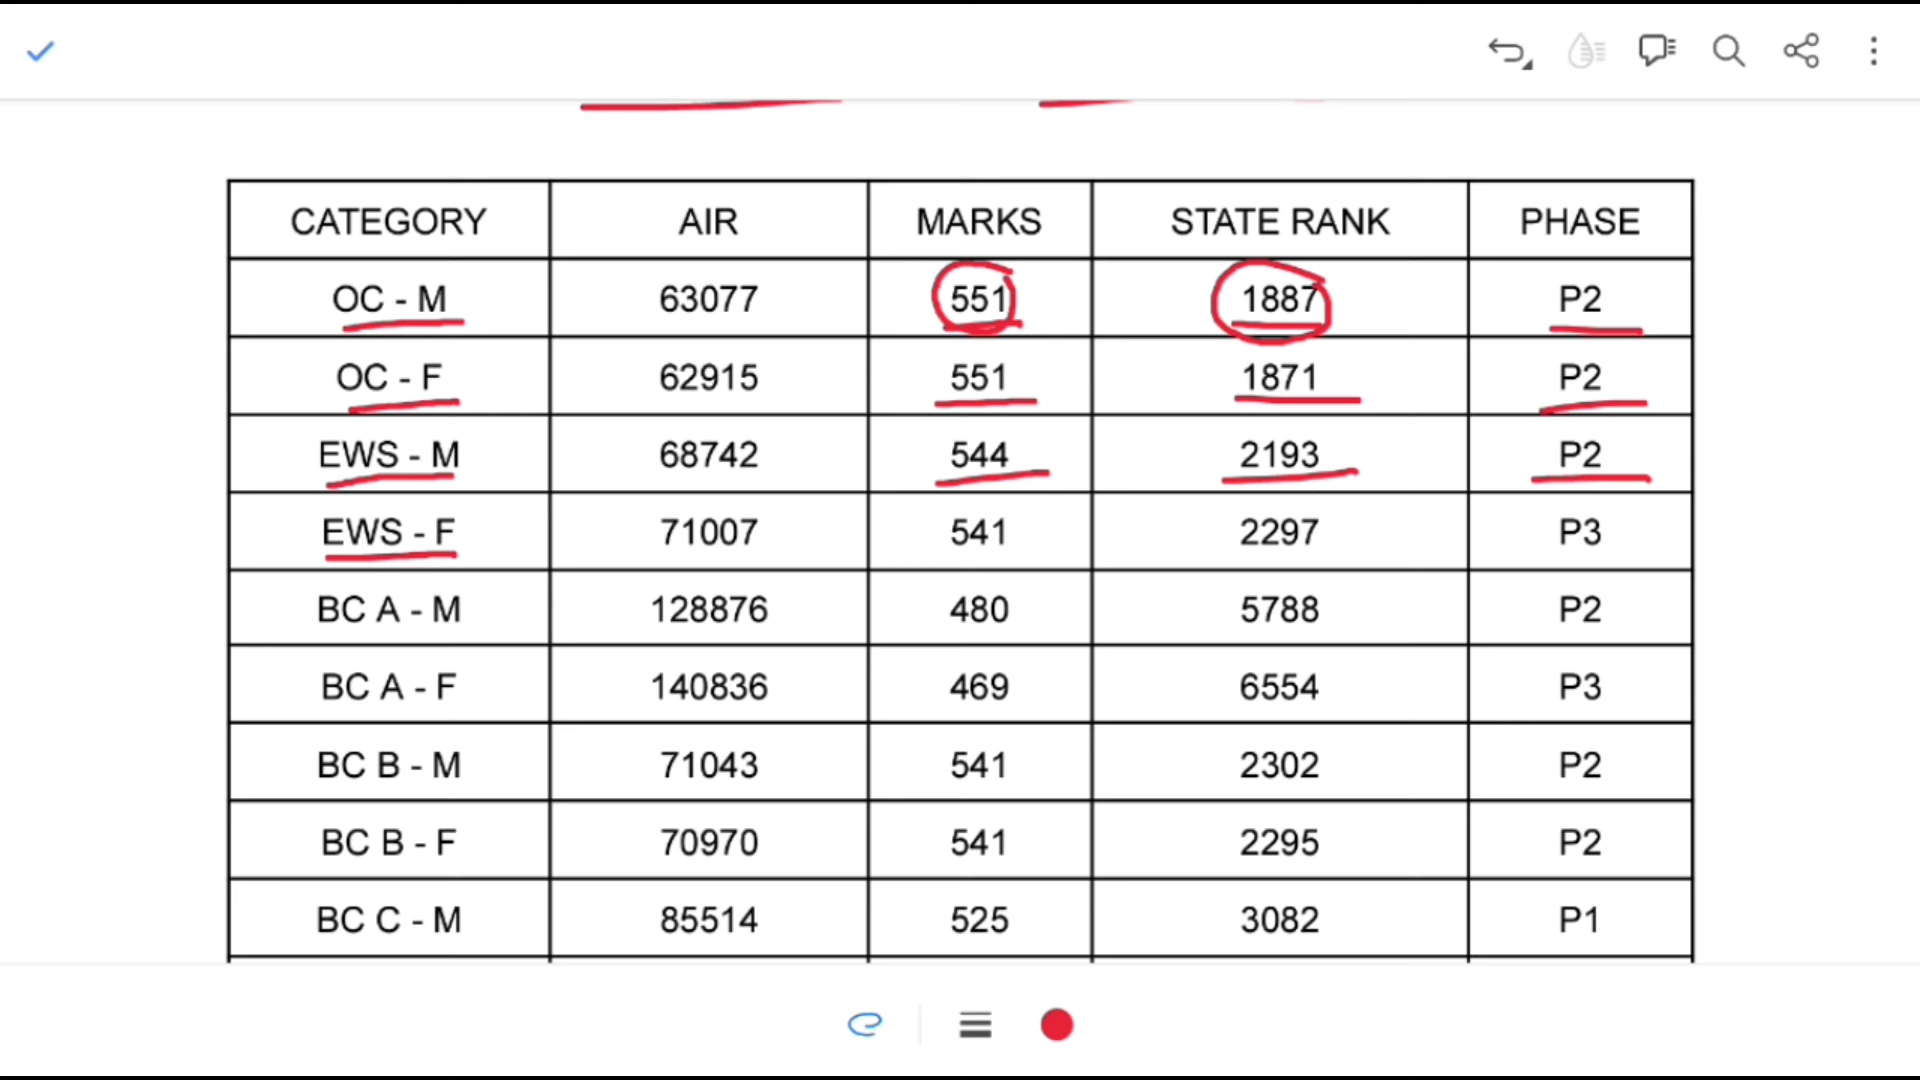 CATEGORY AIR MARKS STATE RANK PHASE
OC - M 63077 551 1887 P2
OC - F 62915 551 1871 P2
EWS - M 68742 544 2193 P2
EWS - F 71007 541 2297 P3
BC A - M 128876 480 5788 P2
BC A - F 140836 469 6554 P3
BC B - M 71043 541 2302 P2
BC B - F 70970 541 2295 P2
BC C - M 85514 525 3082 P1